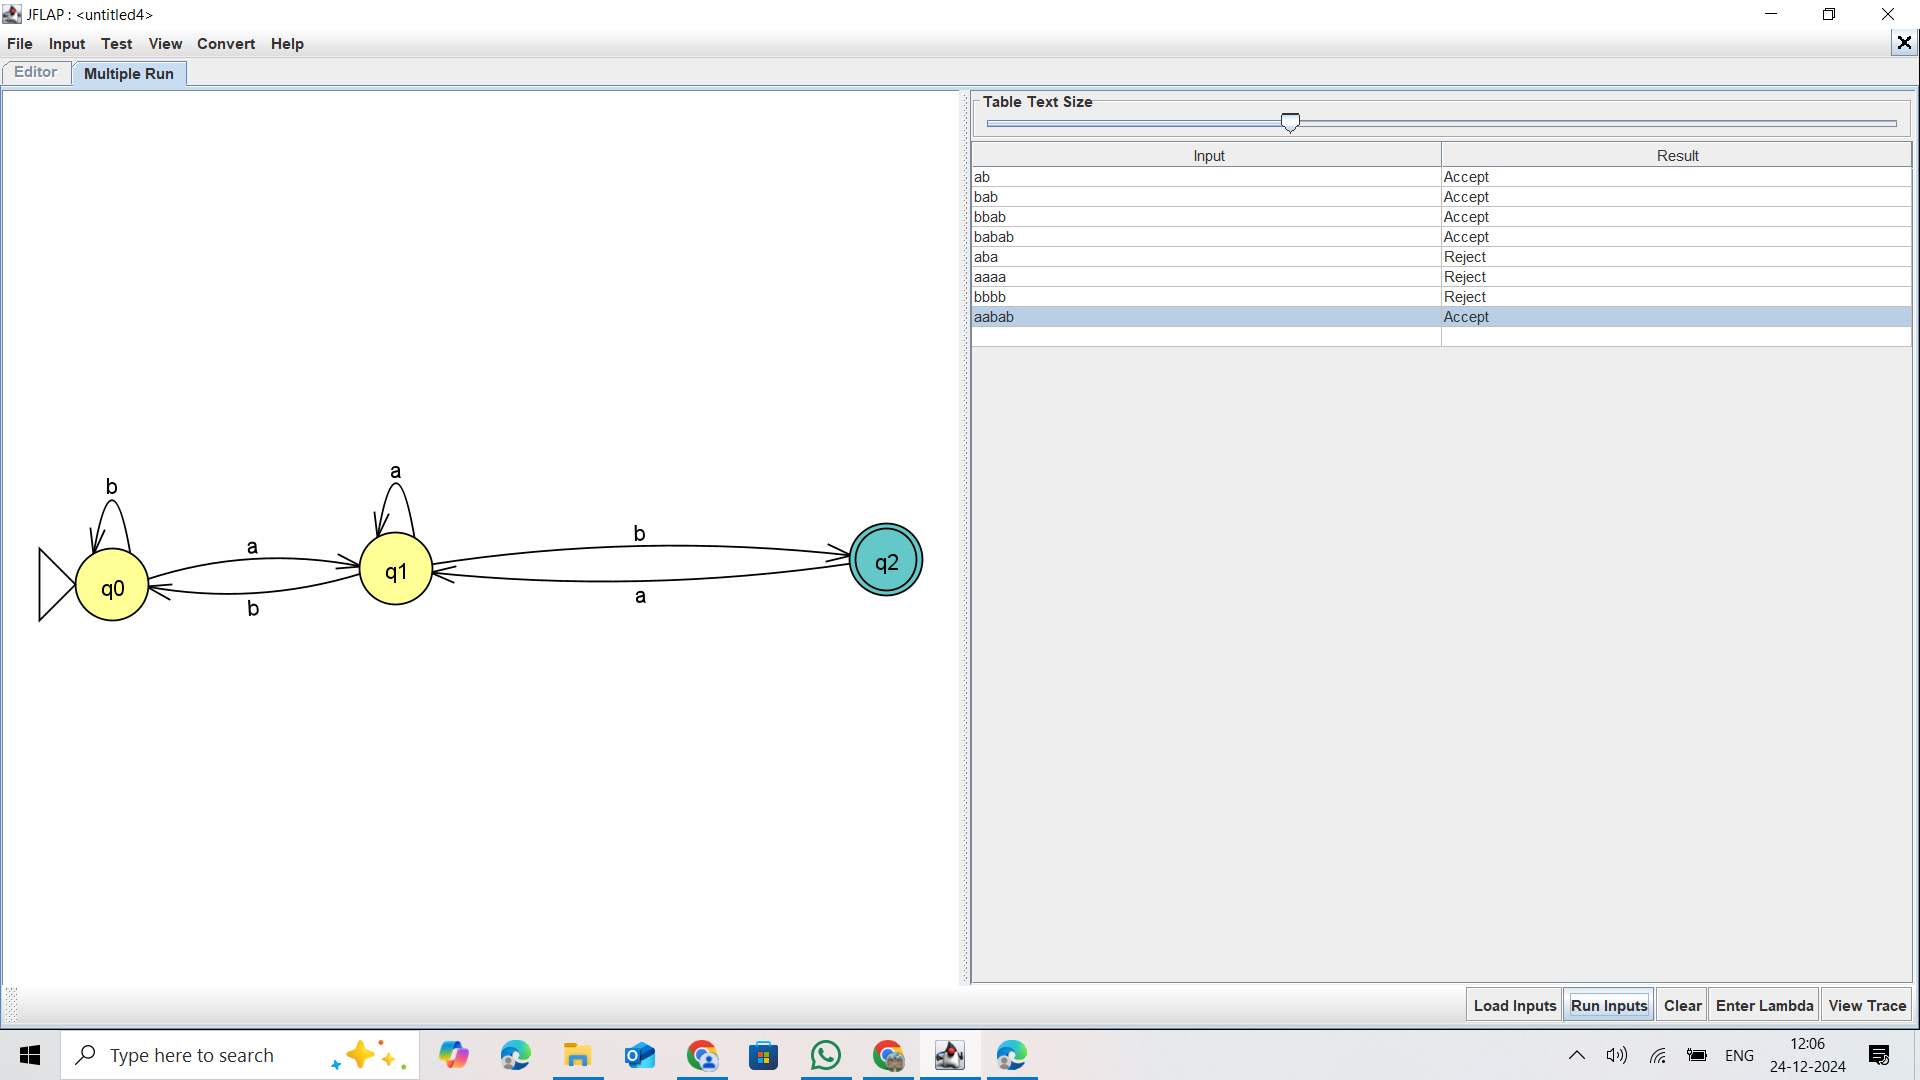 JFLAP : <untitled4>
File Input Test View Convert Help
Editor Multiple Run
b
a
a
b
b
a
q0
q1
q2
Table Text Size
Input Result
ab Accept
bab Accept
bbab Accept
babab Accept
aba Reject
aaaa Reject
bbbb Reject
aabab Accept
Load Inputs Run Inputs Clear Enter Lambda View Trace
Type here to search
ENG
12:06
24-12-2024